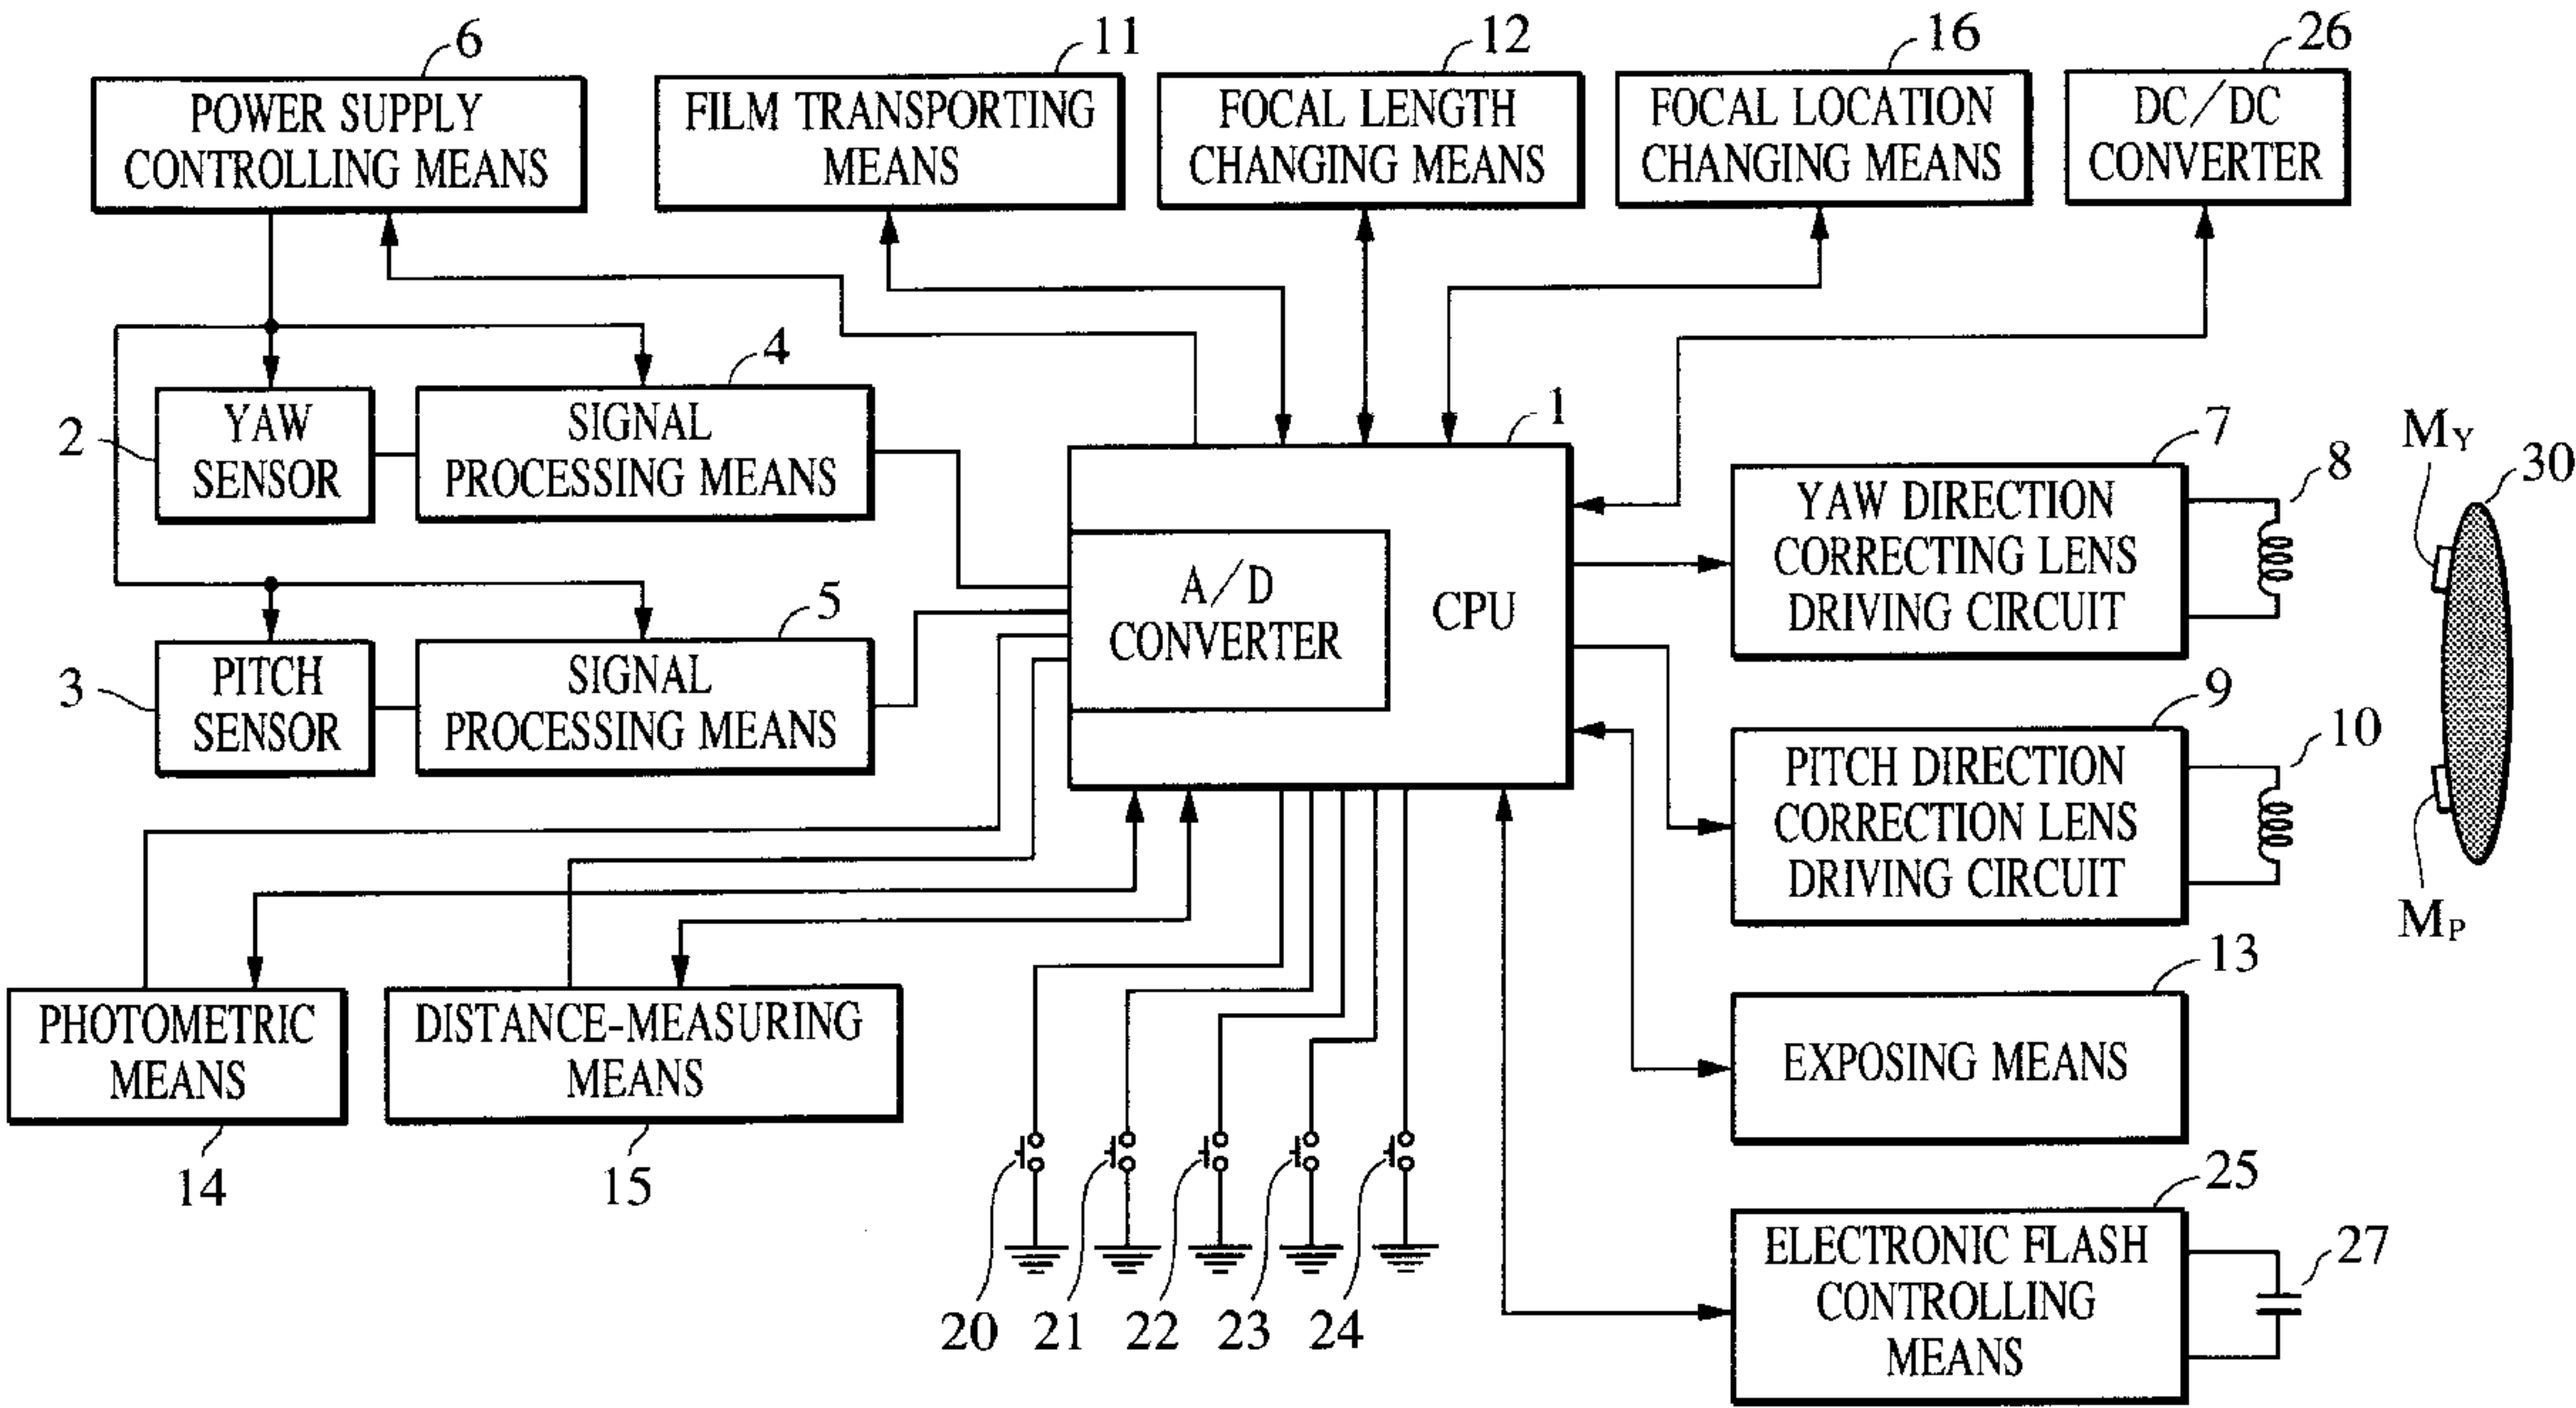 6
11
12
16
26
POWER SUPPLY
CONTROLLING MEANS
FILM TRANSPORTING
MEANS
FOCAL LENGTH
CHANGING MEANS
FOCAL LOCATION
CHANGING MEANS
DC/DC
CONVERTER
4
1
2
YAW
SENSOR
SIGNAL
PROCESSING MEANS
7
8
MY
30
YAW DIRECTION
CORRECTING LENS
DRIVING CIRCUIT
A/D
CONVERTER
CPU
5
3
PITCH
SENSOR
SIGNAL
PROCESSING MEANS
9
10
PITCH DIRECTION
CORRECTION LENS
DRIVING CIRCUIT
MP
13
PHOTOMETRIC
MEANS
DISTANCE-MEASURING
MEANS
EXPOSING MEANS
14
15
25
20
21
22
23
24
ELECTRONIC FLASH
CONTROLLING
MEANS
27